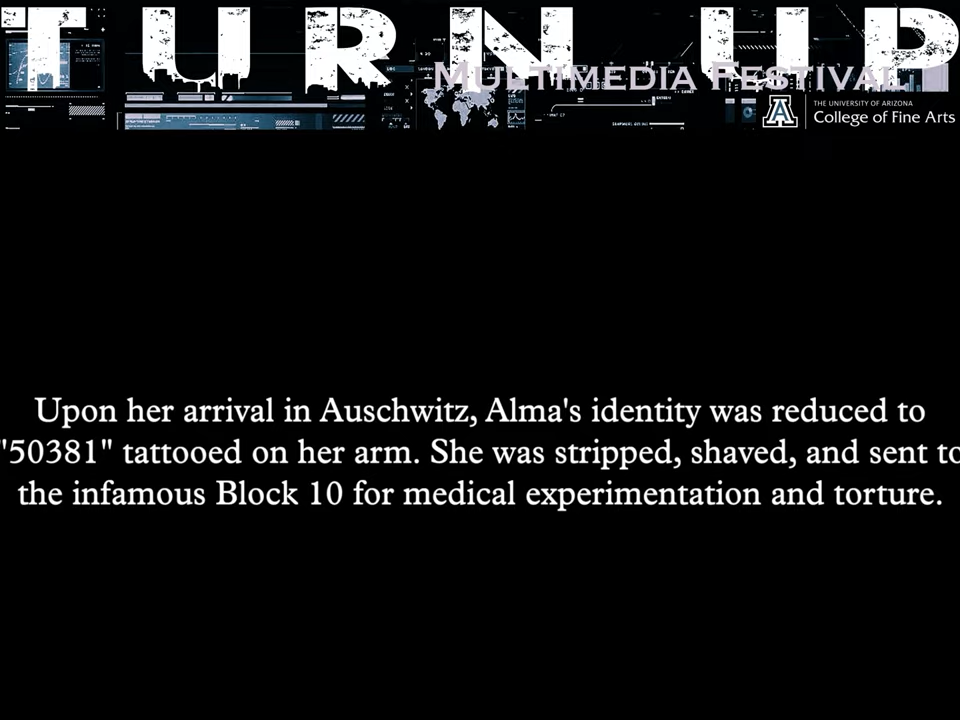 TURN UP
MULTIMEDIA FESTIVAL
THE UNIVERSITY OF ARIZONA
College of Fine Arts
Upon her arrival in Auschwitz, Alma's identity was reduced to
"50381" tattooed on her arm. She was stripped, shaved, and sent to
the infamous Block 10 for medical experimentation and torture.